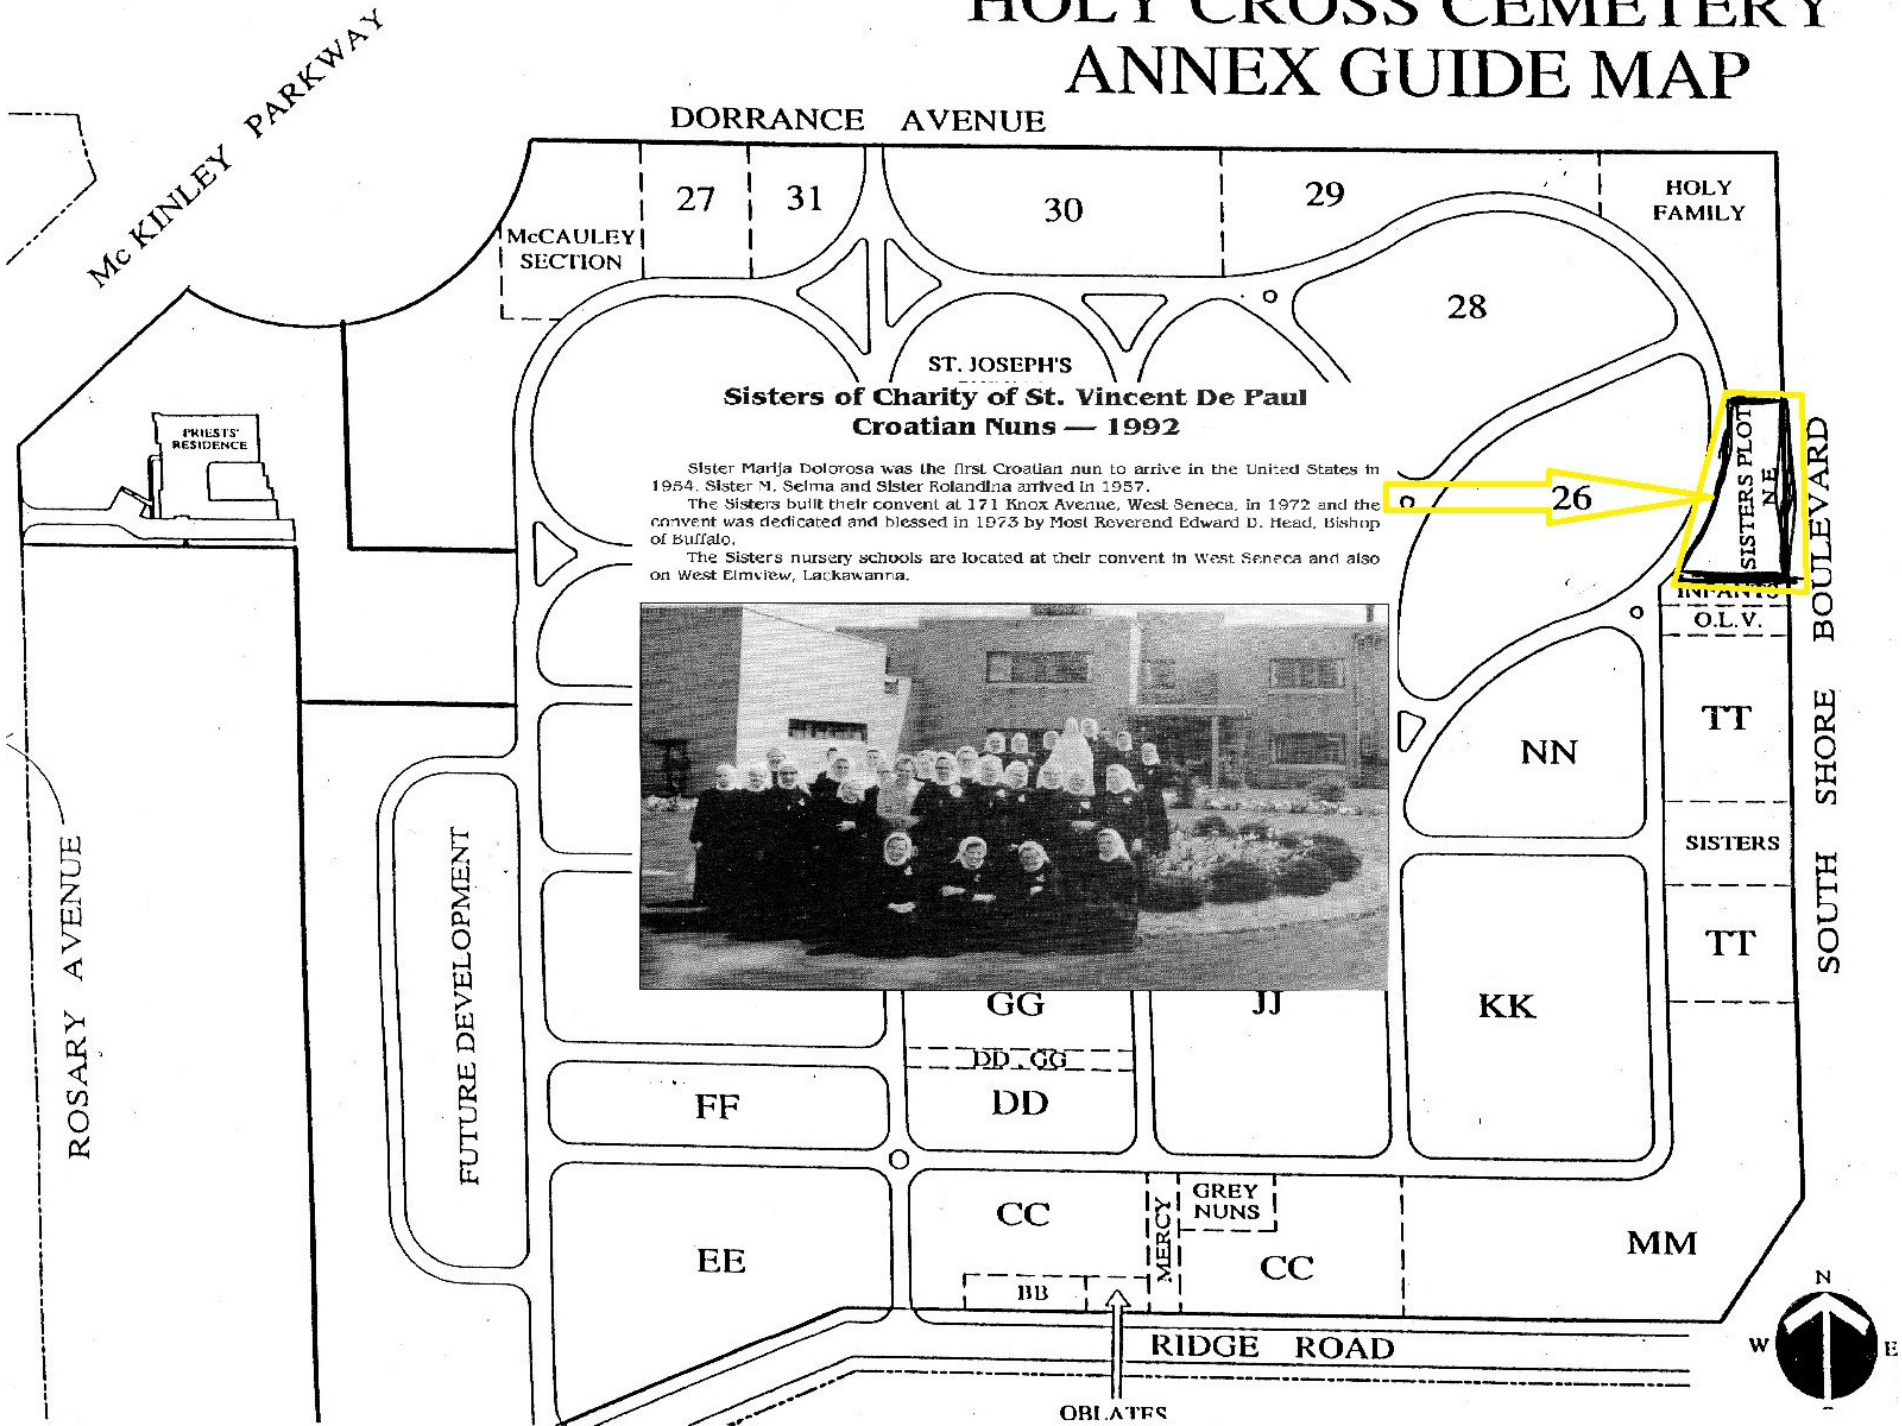 HOLY CROSS CEMETERY
ANNEX GUIDE MAP
DORRANCE AVENUE
McKINLEY PARKWAY
27
31
30
29
HOLY
FAMILY
McCAULEY
SECTION
28
ST. JOSEPH'S
PRIESTS'
RESIDENCE
Sisters of Charity of St. Vincent De Paul
Croatian Nuns — 1992
Sister Marija Dolorosa was the first Croatian nun to arrive in the United States in
1954. Sister M. Selma and Sister Rolandina arrived in 1957.
The Sisters built their convent at 171 Knox Avenue, West Seneca, in 1972 and the
convent was dedicated and blessed in 1973 by Most Reverend Edward D. Head, Bishop
of Buffalo.
The Sisters nursery schools are located at their convent in West Seneca and also
on West Elmview, Lackawanna.
26
SISTERS PLOT
NE
SOUTH SHORE BOULEVARD
INFANTS
O.L.V.
TT
NN
SISTERS
TT
ROSARY AVENUE
FUTURE DEVELOPMENT
GG
JJ
KK
DD . GG
FF
DD
EE
CC
MERCY
GREY
NUNS
CC
MM
BB
RIDGE ROAD
OBLATES
N
W
E